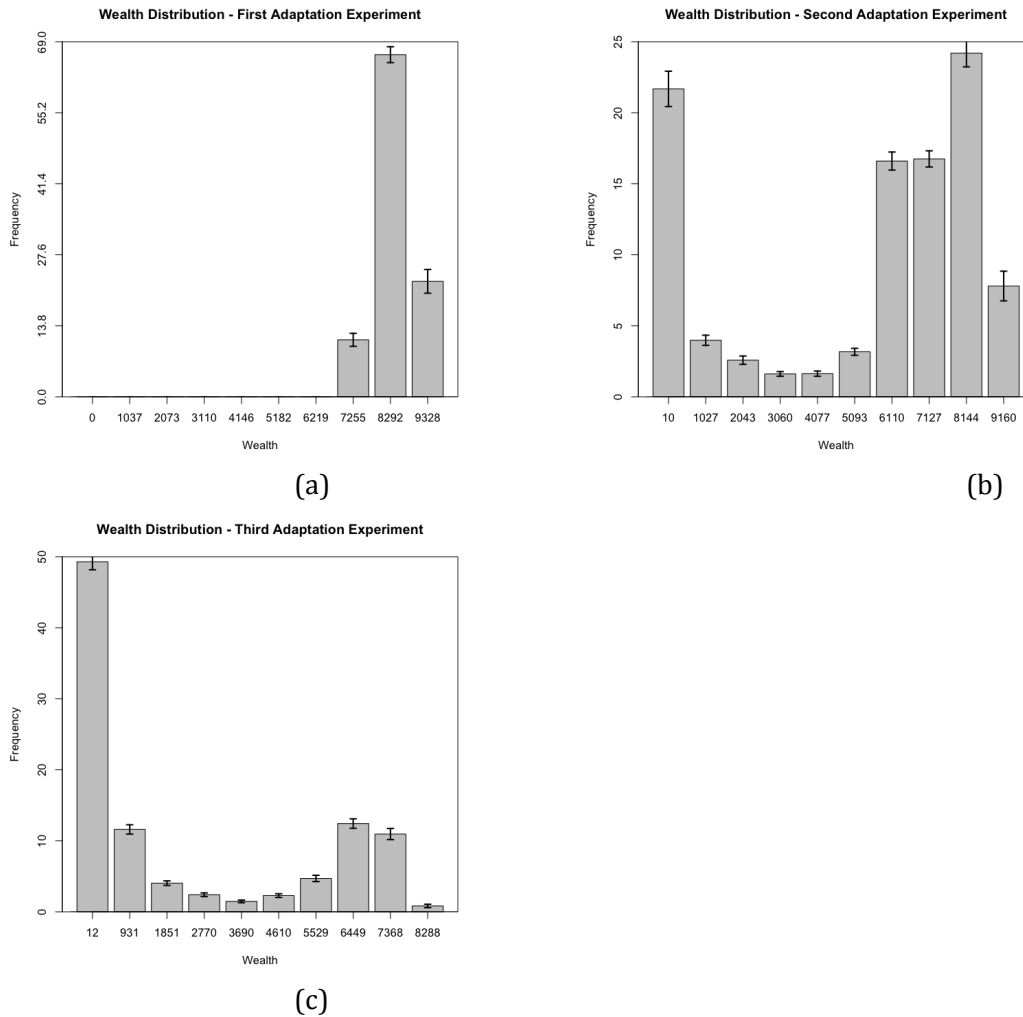 Wealth Distribution - First Adaptation Experiment
69.0
55.2
41.4
27.6
13.8
0.0
Frequency
0 1037 2073 3110 4146 5182 6219 7255 8292 9328
Wealth
(a)
Wealth Distribution - Second Adaptation Experiment
25
20
15
10
5
0
Frequency
10 1027 2043 3060 4077 5093 6110 7127 8144 9160
Wealth
(b)
Wealth Distribution - Third Adaptation Experiment
50
40
30
20
10
0
Frequency
12 931 1851 2770 3690 4610 5529 6449 7368 8288
Wealth
(c)